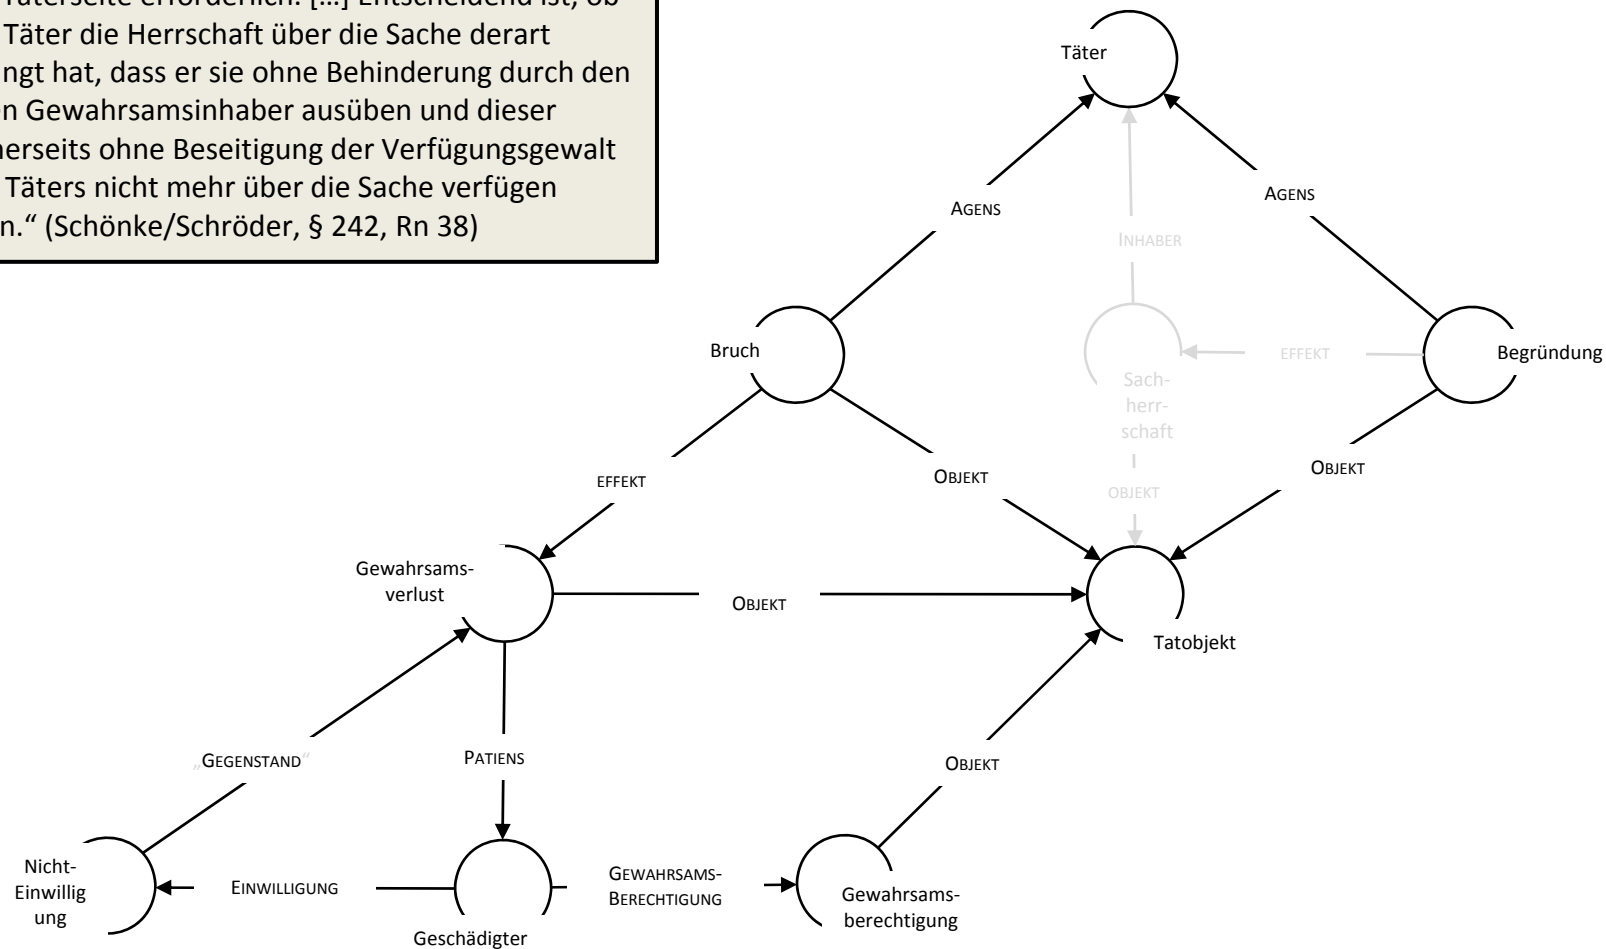 Täterseite erforderlich. […] Entscheidend ist, ob
Täter die Herrschaft über die Sache derart
ngt hat, dass er sie ohne Behinderung durch den
n Gewahrsamsinhaber ausüben und dieser
erseits ohne Beseitigung der Verfügungsgewalt
Täters nicht mehr über die Sache verfügen
n.“ (Schönke/Schröder, § 242, Rn 38)
Täter
AGENS
AGENS
INHABER
Bruch
EFFEKT
Begründung
Sach-
herr-
schaft
EFFEKT
OBJEKT
OBJEKT
OBJEKT
Gewahrsams-
verlust
OBJEKT
Tatobjekt
„GEGENSTAND“
PATIENS
OBJEKT
Nicht-
Einwillig
ung
EINWILLIGUNG
GEWAHRSAMS-
BERECHTIGUNG
Gewahrsams-
berechtigung
Geschädigter